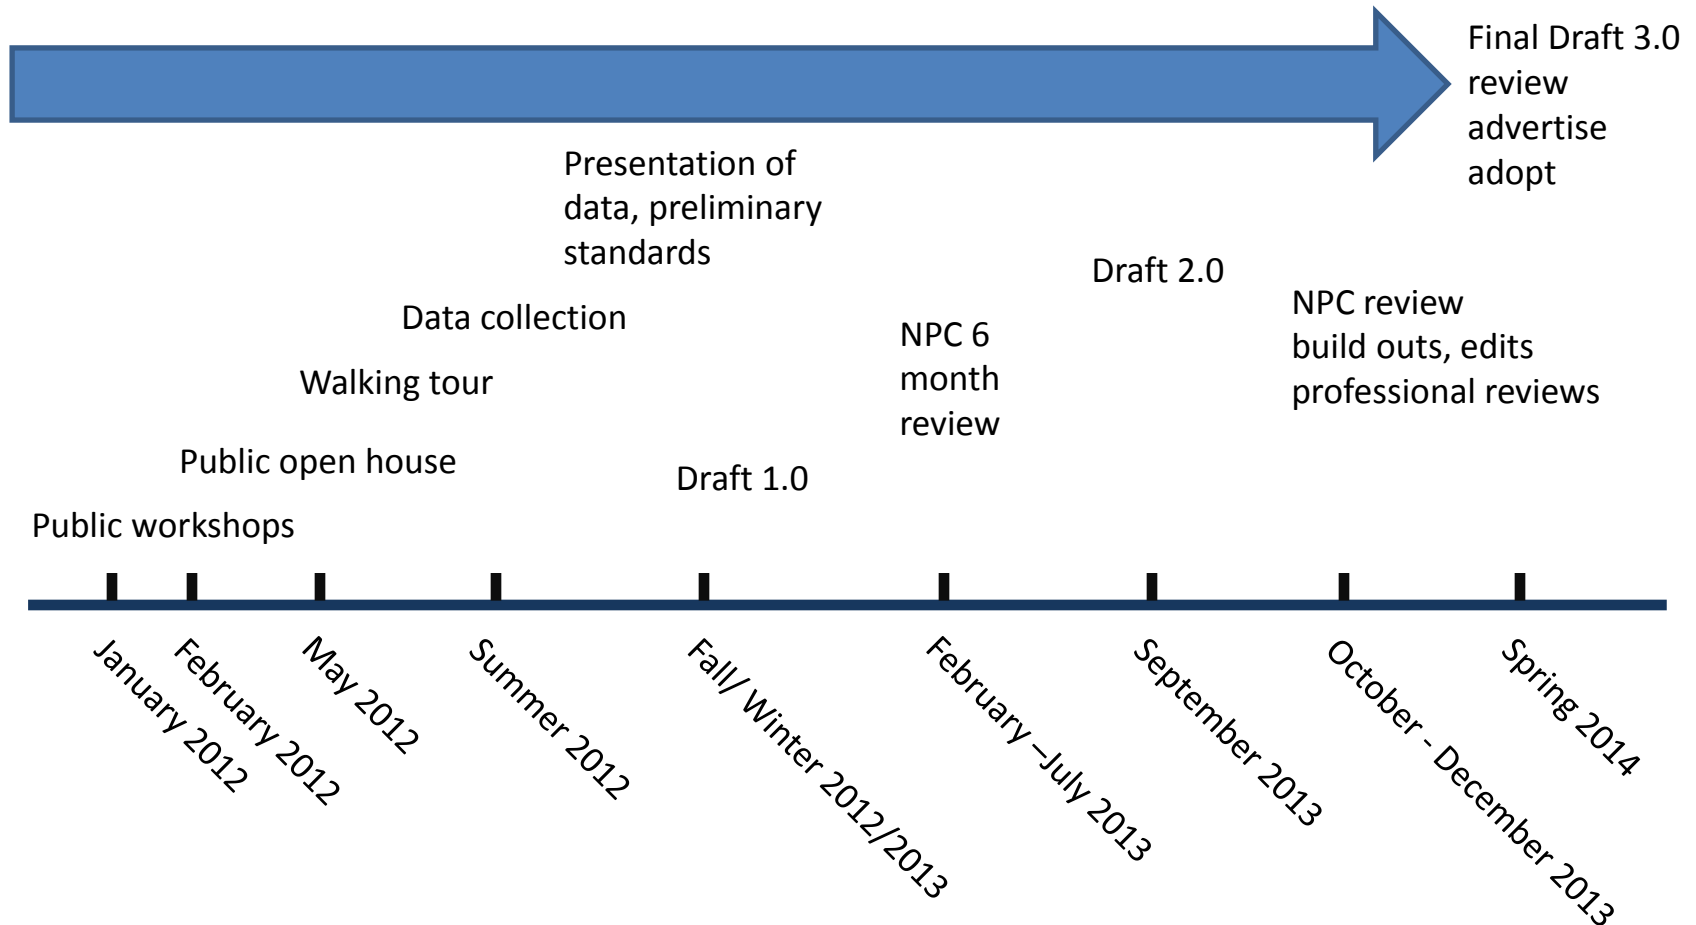 Final Draft 3.0
review
advertise
adopt
Presentation of
data, preliminary
standards
Draft 2.0
NPC review
build outs, edits
professional reviews
Data collection
NPC 6
month
review
Walking tour
Public open house
Draft 1.0
Public workshops
January 2012
February 2012
May 2012
Summer 2012
Fall/ Winter 2012/2013
February –July 2013
September 2013
October - December 2013
Spring 2014